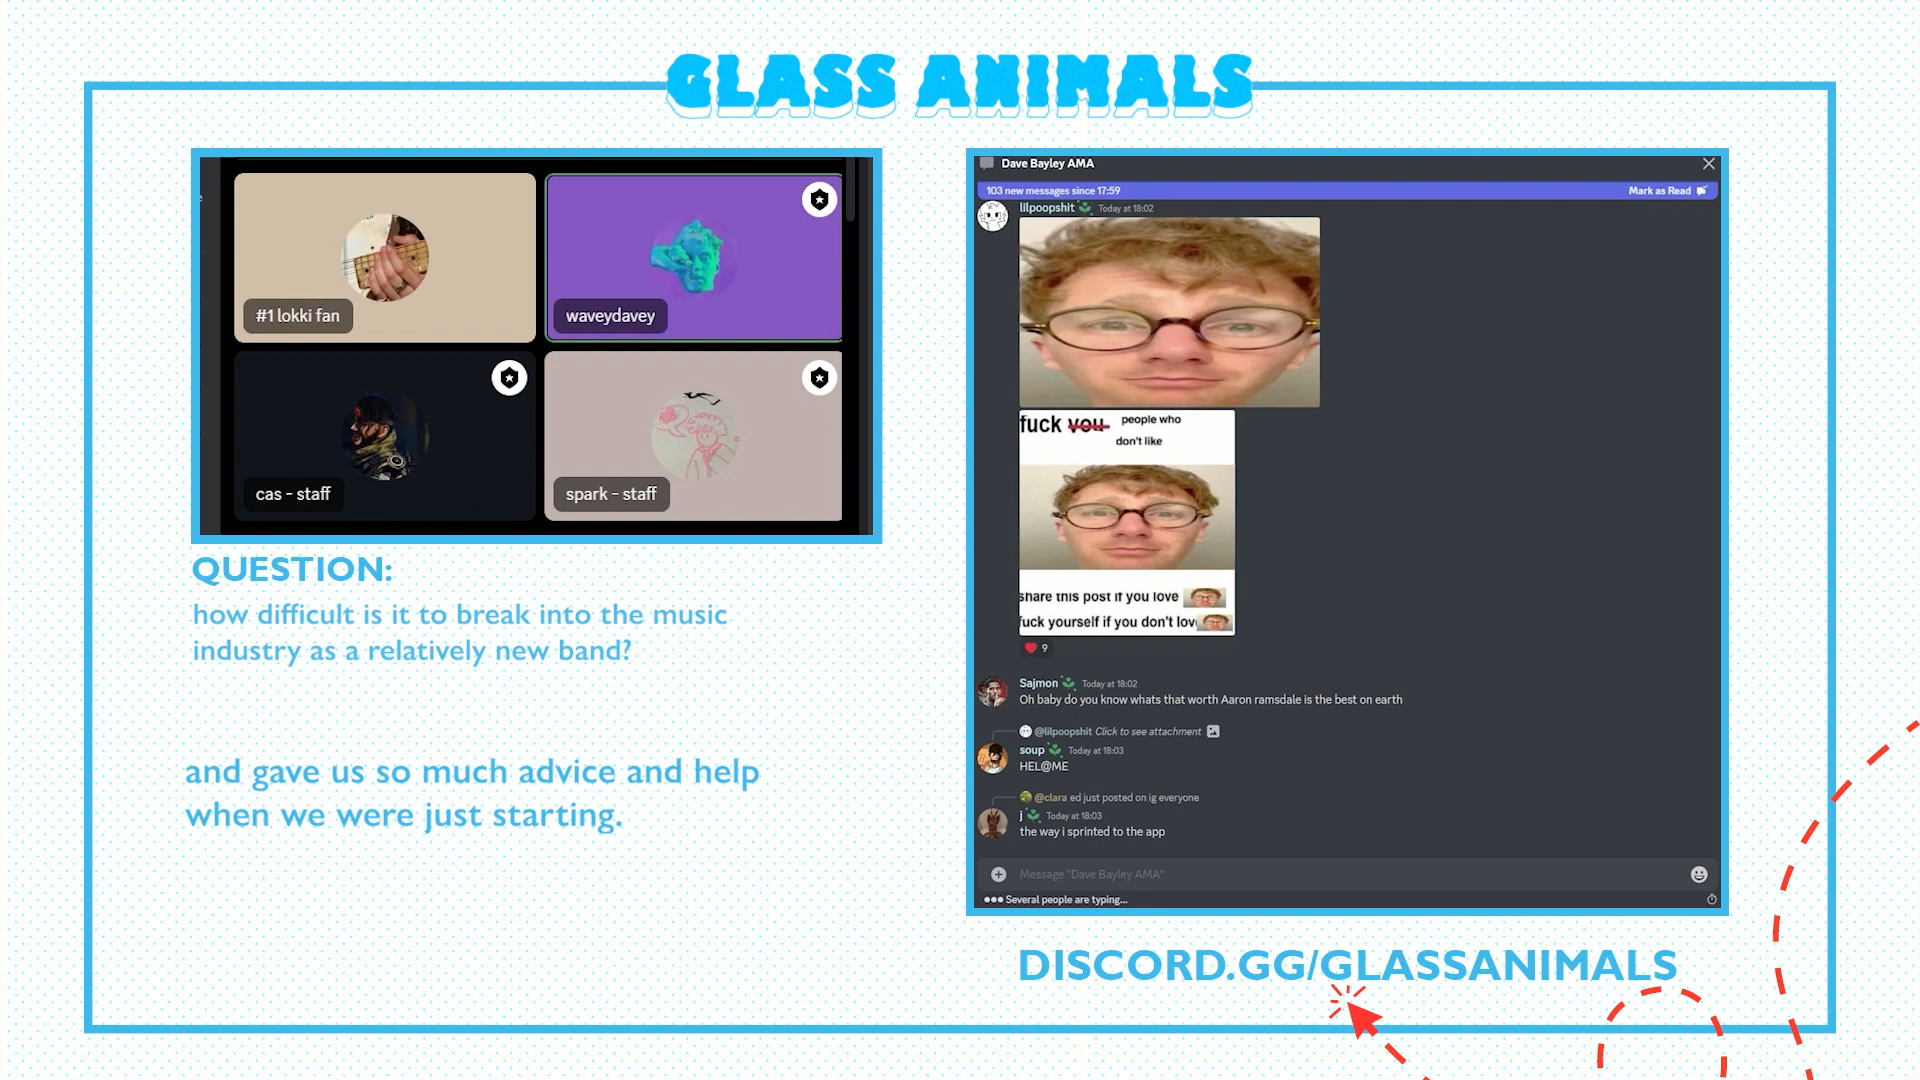 GLASS ANIMALS
#1 lokki fan
waveydavey
cas - staff
spark - staff
QUESTION:
how difficult is it to break into the music
industry as a relatively new band?
and gave us so much advice and help
when we were just starting.
Dave Bayley AMA
103 new messages since 17:59
Mark as Read
lilpoopshit Today at 18:02
fuck you people who
don't like
share this post if you love
fuck yourself if you don't lov
9
Sajmon Today at 18:02
Oh baby do you know whats that worth Aaron ramsdale is the best on earth
@lilpoopshit Click to see attachment
soup Today at 18:03
HEL@ME
@clara ed just posted on ig everyone
j Today at 18:03
the way i sprinted to the app
Message "Dave Bayley AMA"
Several people are typing...
DISCORD.GG/GLASSANIMALS